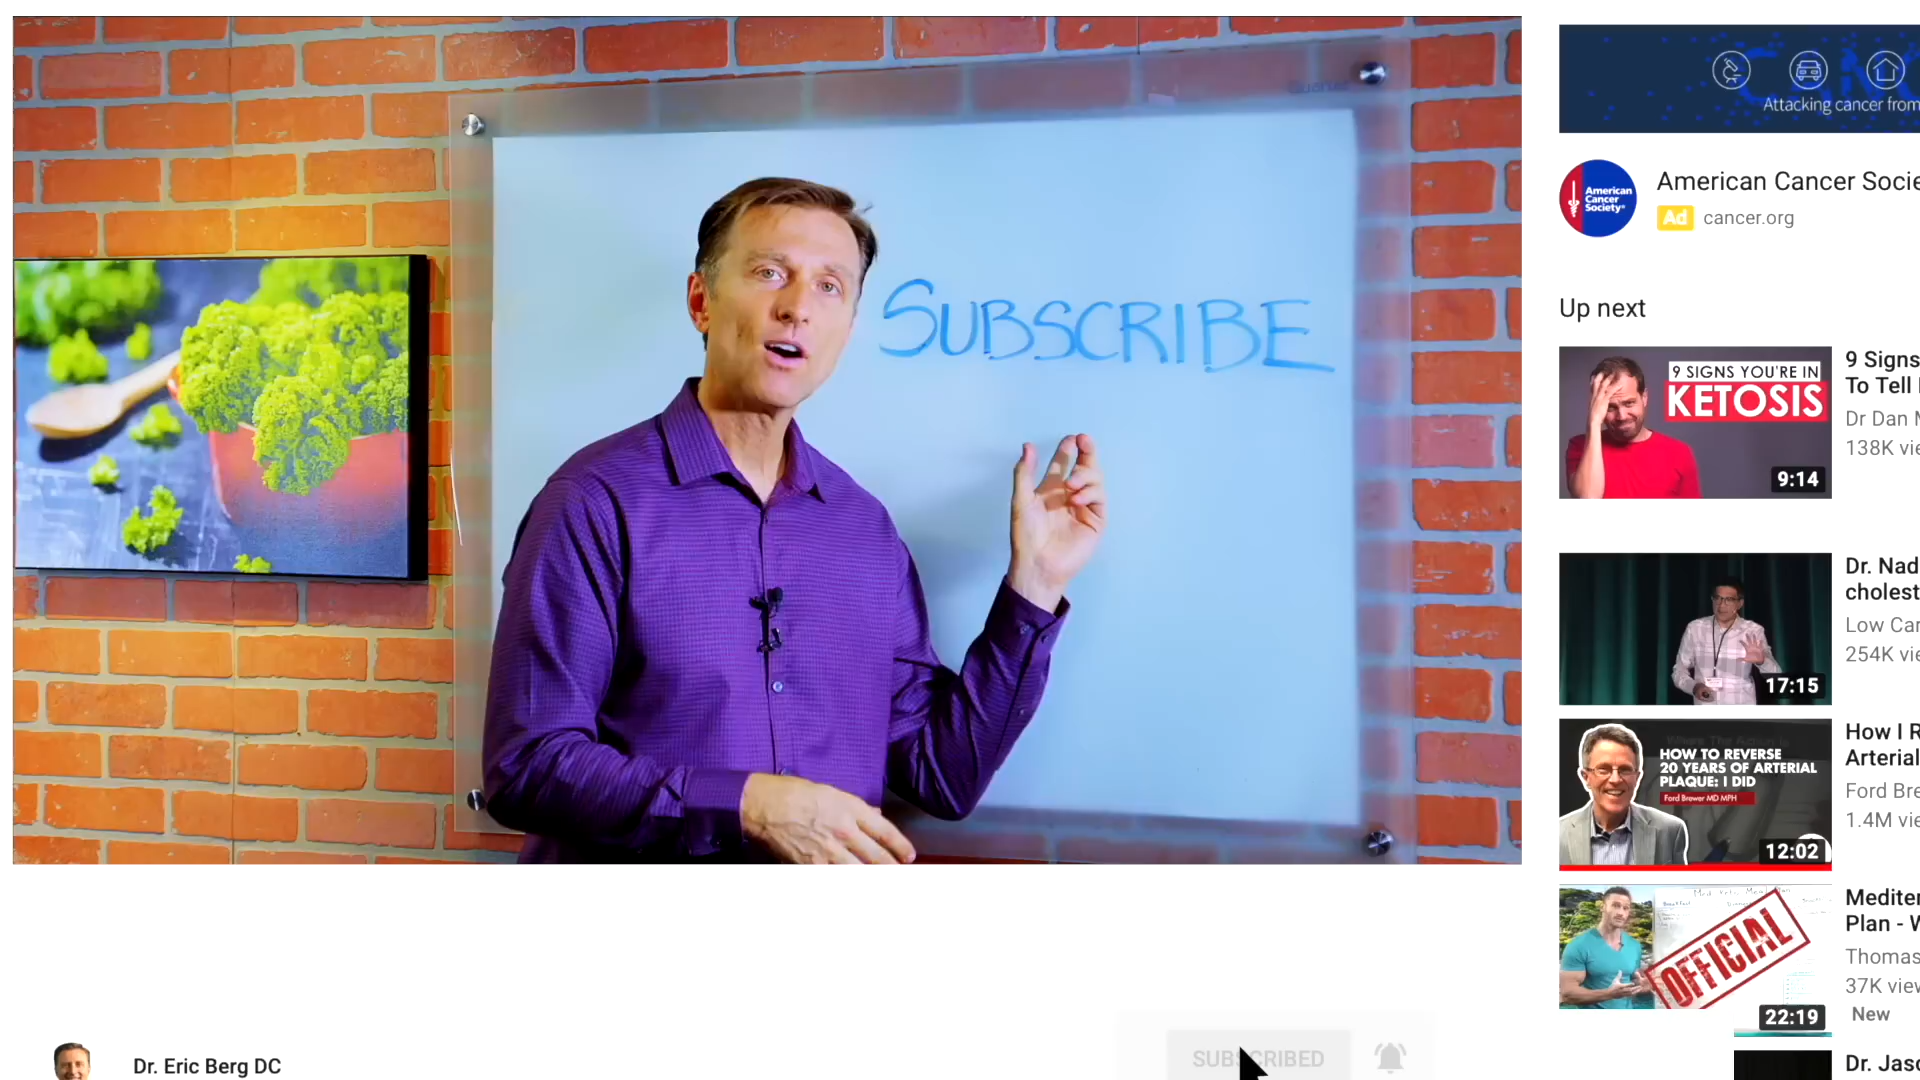 SUBSCRIBE
Attacking cancer from
American
Cancer
Society®
American Cancer Socie
Ad cancer.org
Up next
9 SIGNS YOU'RE IN
KETOSIS
9:14
9 Signs
To Tell
Dr Dan
138K vie
17:15
Dr. Nad
cholest
Low Car
254K vie
HOW TO REVERSE
20 YEARS OF ARTERIAL
PLAQUE: I DID
Ford Brewer MD MPH
12:02
How I R
Arterial
Ford Bre
1.4M vie
OFFICIAL
22:19
Mediter
Plan - W
Thomas
37K view
New
Dr. Jaso
Dr. Eric Berg DC
SUBSCRIBED